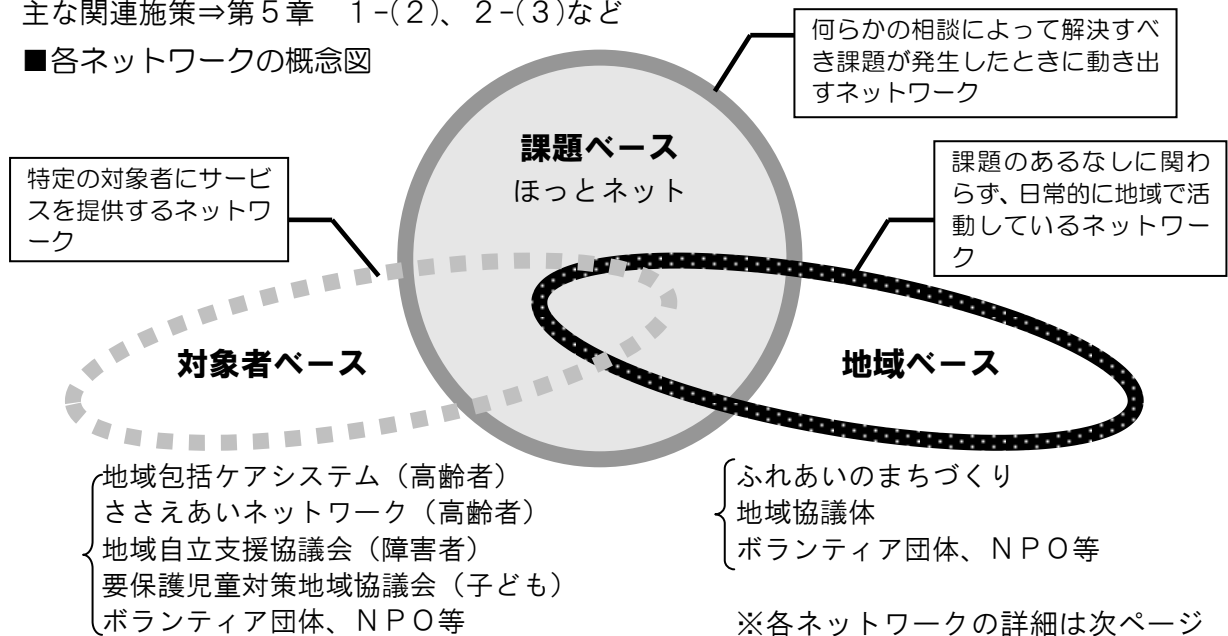 主な関連施策⇒第５章　１-(２)、２-(３)など
■各ネットワークの概念図
何らかの相談によって解決すべ
き課題が発生したときに動き出
すネットワーク
課題ベース
ほっとネット
特定の対象者にサービ
スを提供するネットワ
ーク
課題のあるなしに関わ
らず、日常的に地域で活
動しているネットワー
ク
対象者ベース
地域ベース
地域包括ケアシステム（高齢者）
ささえあいネットワーク（高齢者）
地域自立支援協議会（障害者）
要保護児童対策地域協議会（子ども）
ボランティア団体、ＮＰＯ等
ふれあいのまちづくり
地域協議体
ボランティア団体、ＮＰＯ等
※各ネットワークの詳細は次ページ